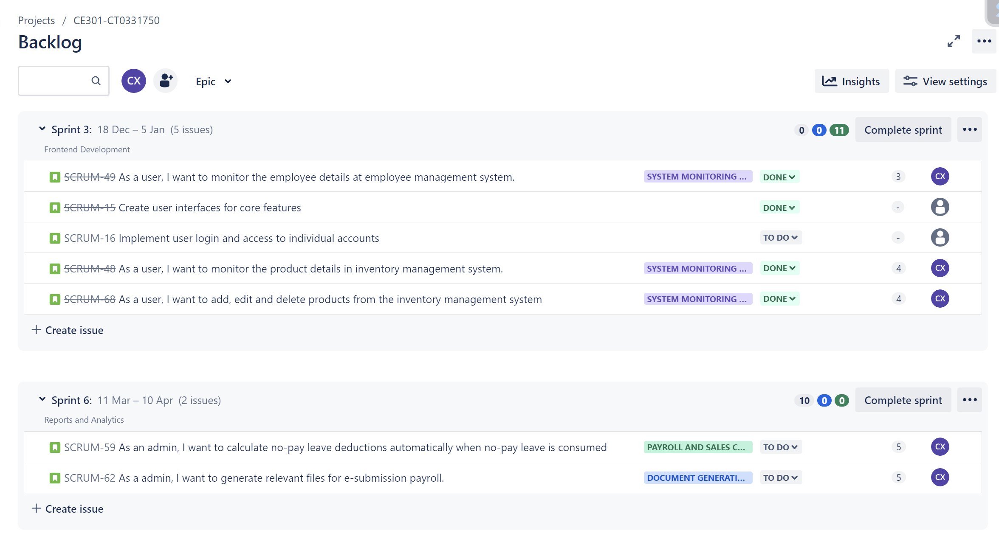 Projects / CE301-CT0331750
Backlog
CX Epic Insights View settings
Sprint 3: 18 Dec – 5 Jan (5 issues) 0 0 11 Complete sprint
Frontend Development
SCRUM-49 As a user, I want to monitor the employee details at employee management system. SYSTEM MONITORING ... DONE 3 CX
SCRUM-15 Create user interfaces for core features DONE -
SCRUM-16 Implement user login and access to individual accounts TO DO -
SCRUM-48 As a user, I want to monitor the product details in inventory management system. SYSTEM MONITORING ... DONE 4 CX
SCRUM-68 As a user, I want to add, edit and delete products from the inventory management system SYSTEM MONITORING ... DONE 4 CX
+ Create issue
Sprint 6: 11 Mar – 10 Apr (2 issues) 10 0 0 Complete sprint
Reports and Analytics
SCRUM-59 As an admin, I want to calculate no-pay leave deductions automatically when no-pay leave is consumed PAYROLL AND SALES C... TO DO 5 CX
SCRUM-62 As a admin, I want to generate relevant files for e-submission payroll. DOCUMENT GENERATI... TO DO 5 CX
+ Create issue